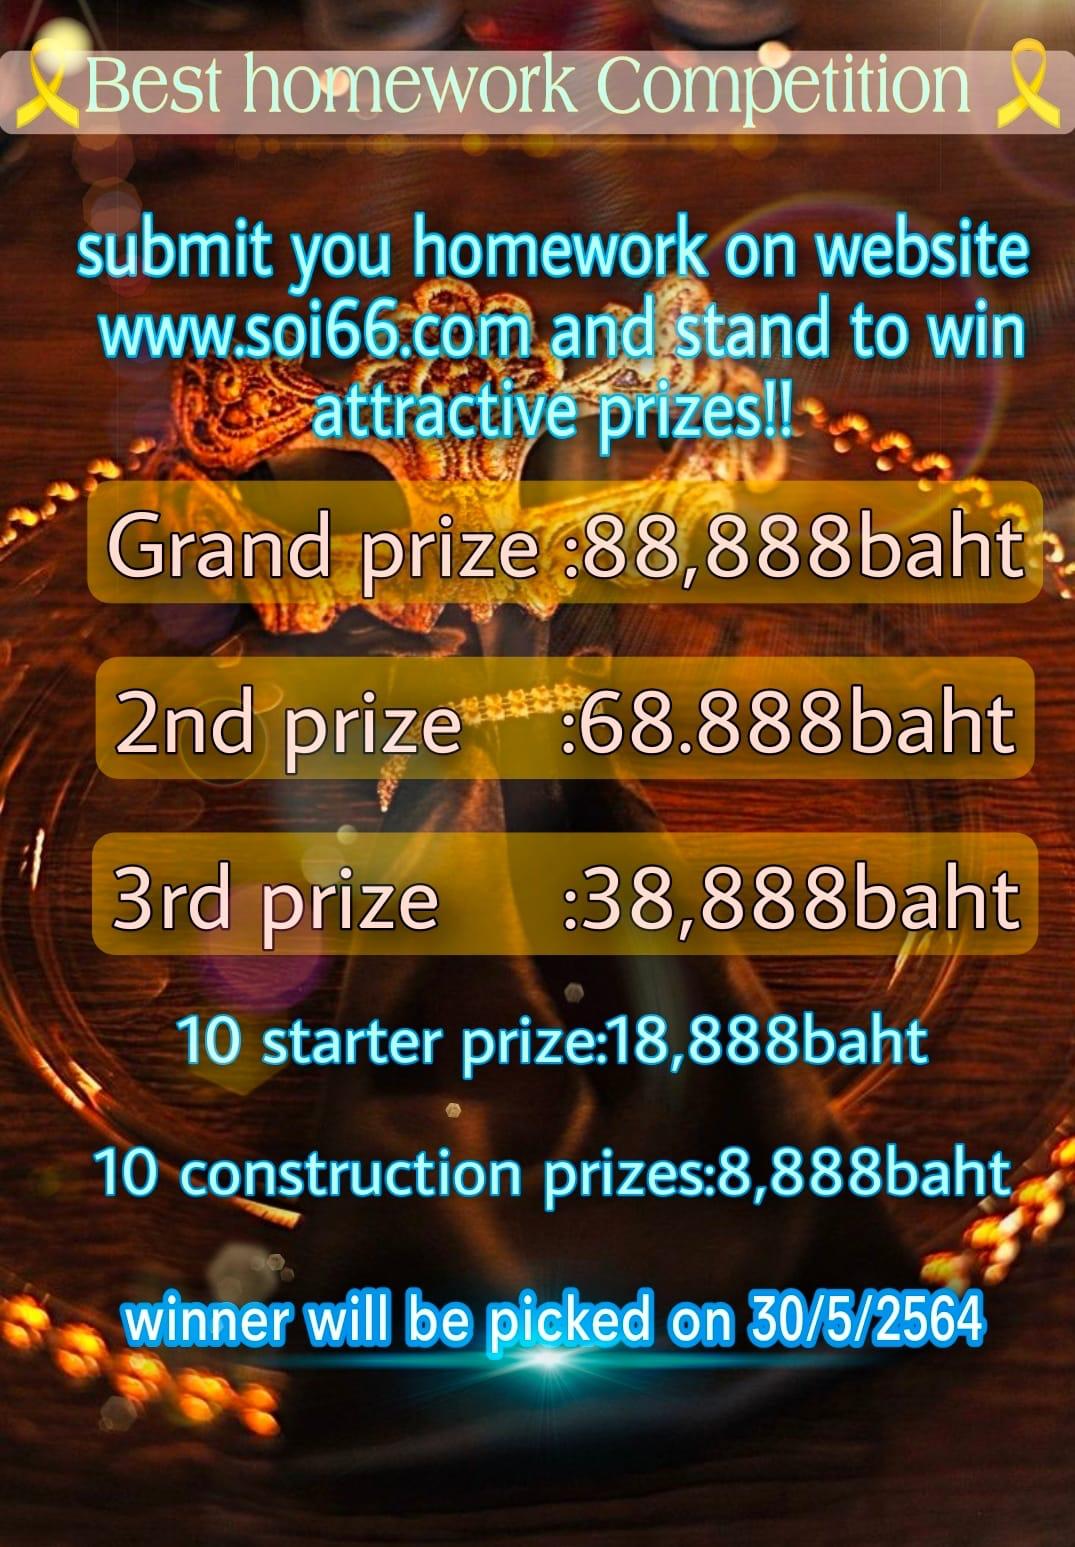 Best homework Competition
submit you homework on website
www.soi66.com and stand to win
attractive prizes!!
Grand prize :88,888baht
2nd prize :68.888baht
3rd prize :38,888baht
10 starter prize:18,888baht
10 construction prizes:8,888baht
winner will be picked on 30/5/2564